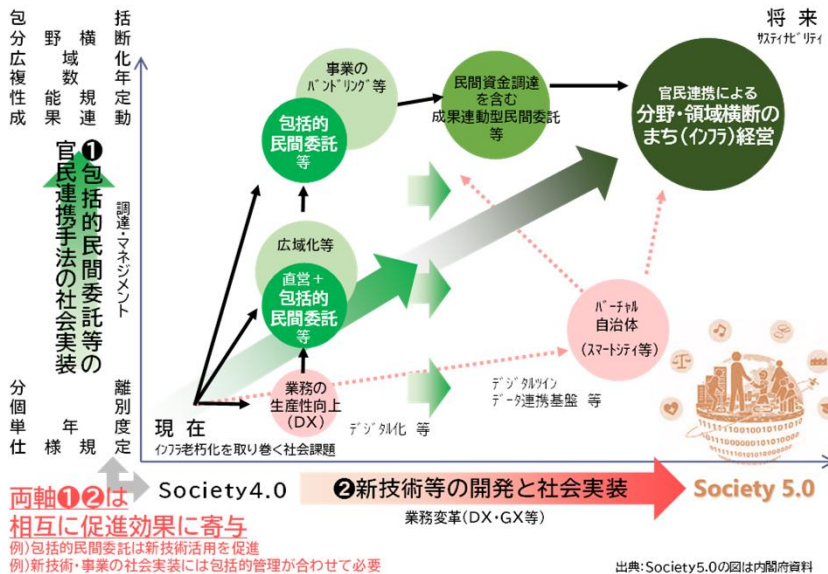 包括
分野横断
広域化
複数年
性能規定
成果連動
❶包括的民間委託等の
官民連携手法の社会実装
調達・マネジメント
分離
個別
単年度
仕様規定
将来
ｻｽﾃｨﾅﾋﾞﾘﾃｨ
事業の
ﾊﾞﾝﾄﾞﾘﾝｸﾞ等
包括的
民間委託
等
民間資金調達
を含む
成果連動型民間委託
等
官民連携による
分野・領域横断の
まち(ｲﾝﾌﾗ)経営
広域化等
直営＋
包括的
民間委託
等
ﾊﾞｰﾁｬﾙ
自治体
(ｽﾏｰﾄｼﾃｨ等)
業務の
生産性向上
(DX)
ﾃﾞｼﾞﾀﾙﾂｲﾝ
ﾃﾞｰﾀ連携基盤 等
ﾃﾞｼﾞﾀﾙ化 等
現在
ｲﾝﾌﾗ老朽化を取り巻く社会課題
Society4.0
❷新技術等の開発と社会実装
Society 5.0
業務変革(DX・GX等)
両軸❶❷は
相互に促進効果に寄与
例)包括的民間委託は新技術活用を促進
例)新技術・事業の社会実装には包括的管理が合わせて必要
出典：Society5.0の図は内閣府資料